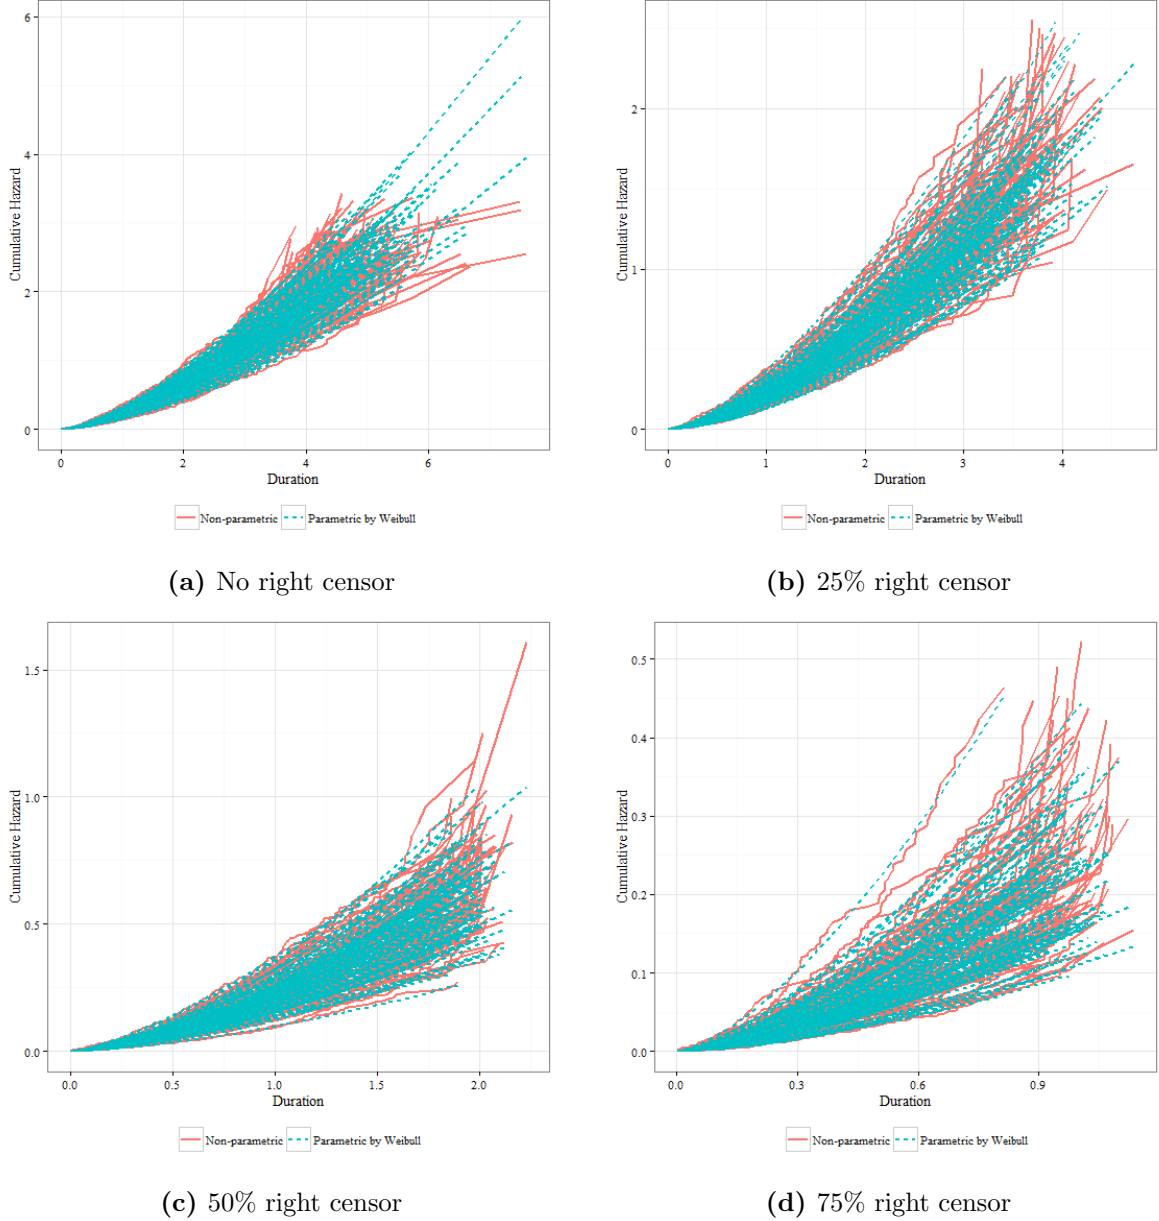 6
4
2
0
Cumulative Hazard
0 2 4 6
Duration
Non-parametric Parametric by Weibull
(a) No right censor
2
1
0
Cumulative Hazard
0 1 2 3 4
Duration
Non-parametric Parametric by Weibull
(b) 25% right censor
1.5
1.0
0.5
0.0
Cumulative Hazard
0.0 0.5 1.0 1.5 2.0
Duration
Non-parametric Parametric by Weibull
(c) 50% right censor
0.5
0.4
0.3
0.2
0.1
0.0
Cumulative Hazard
0.0 0.3 0.6 0.9
Duration
Non-parametric Parametric by Weibull
(d) 75% right censor